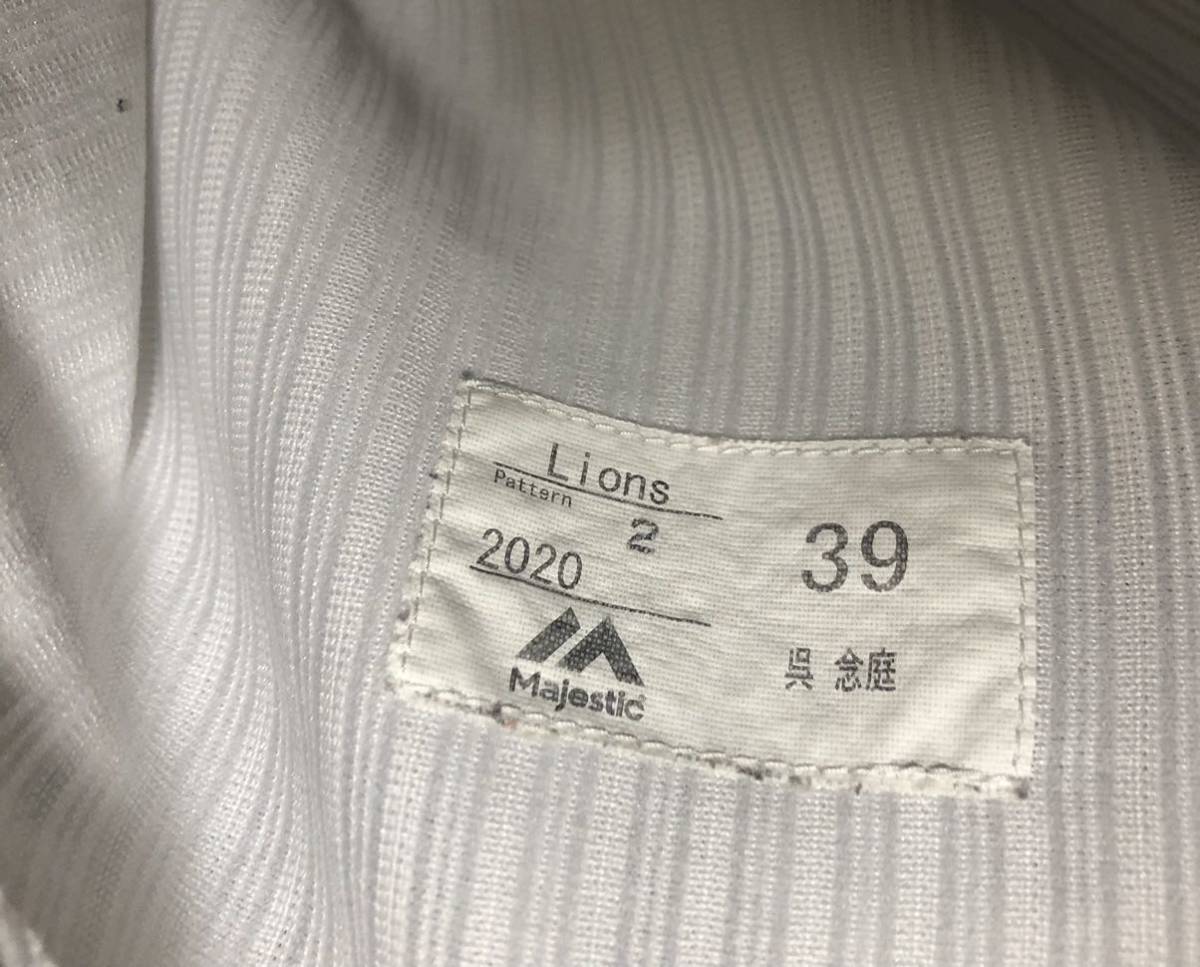 Lions
Pattern
2
2020
Majestic
39
呉 念庭